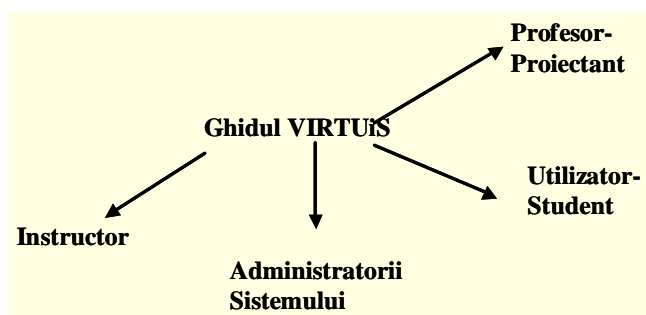 Profesor-
Proiectant
Ghidul VIRTUiS
Utilizator-
Student
Instructor
Administratorii
Sistemului